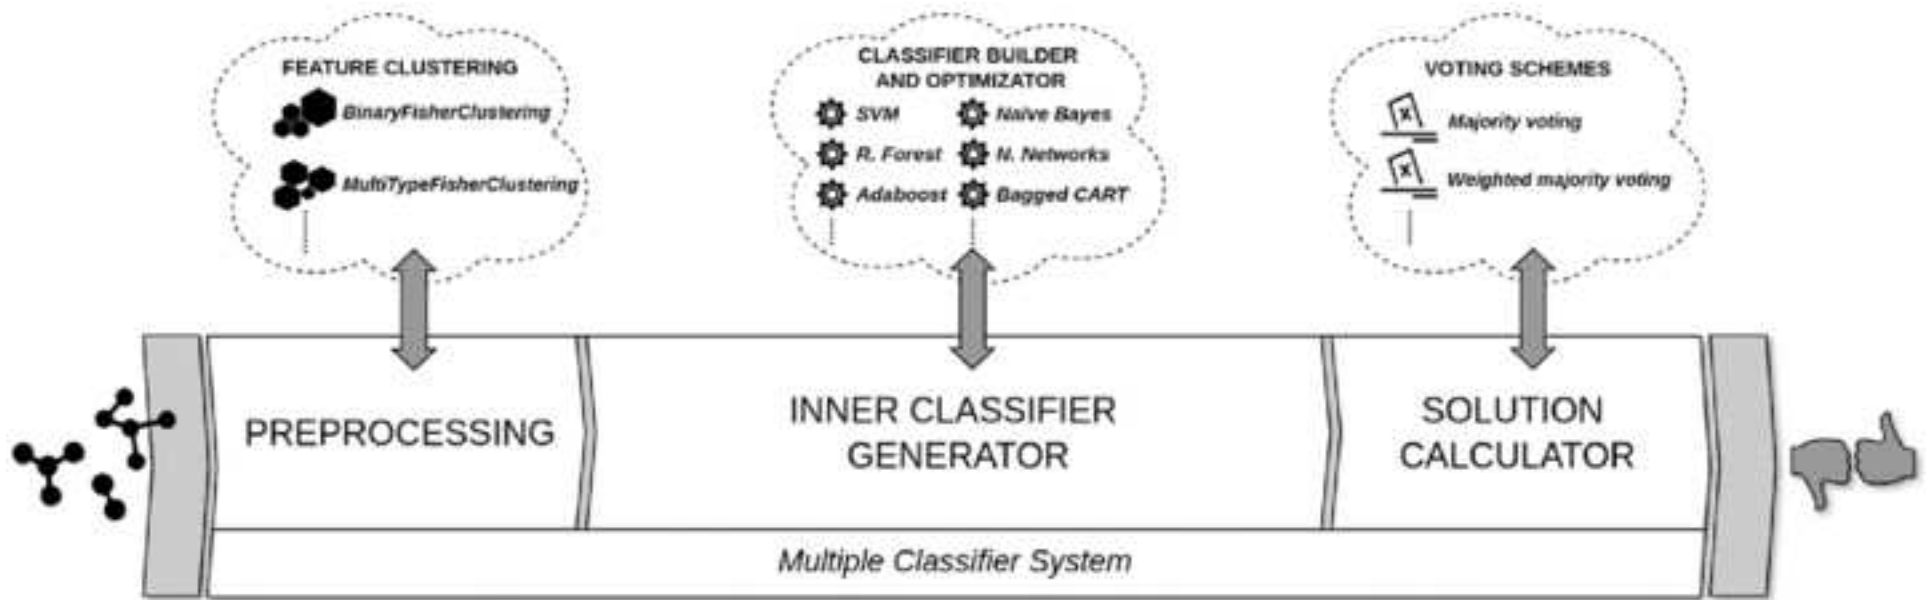 FEATURE CLUSTERING
BinaryFisherClustering
MultiTypeFisherClustering
CLASSIFIER BUILDER
AND OPTIMIZATOR
SVM
Naïve Bayes
R. Forest
N. Networks
Adaboost
Bagged CART
VOTING SCHEMES
x
Majority voting
x
Weighted majority voting
PREPROCESSING
INNER CLASSIFIER
GENERATOR
SOLUTION
CALCULATOR
Multiple Classifier System